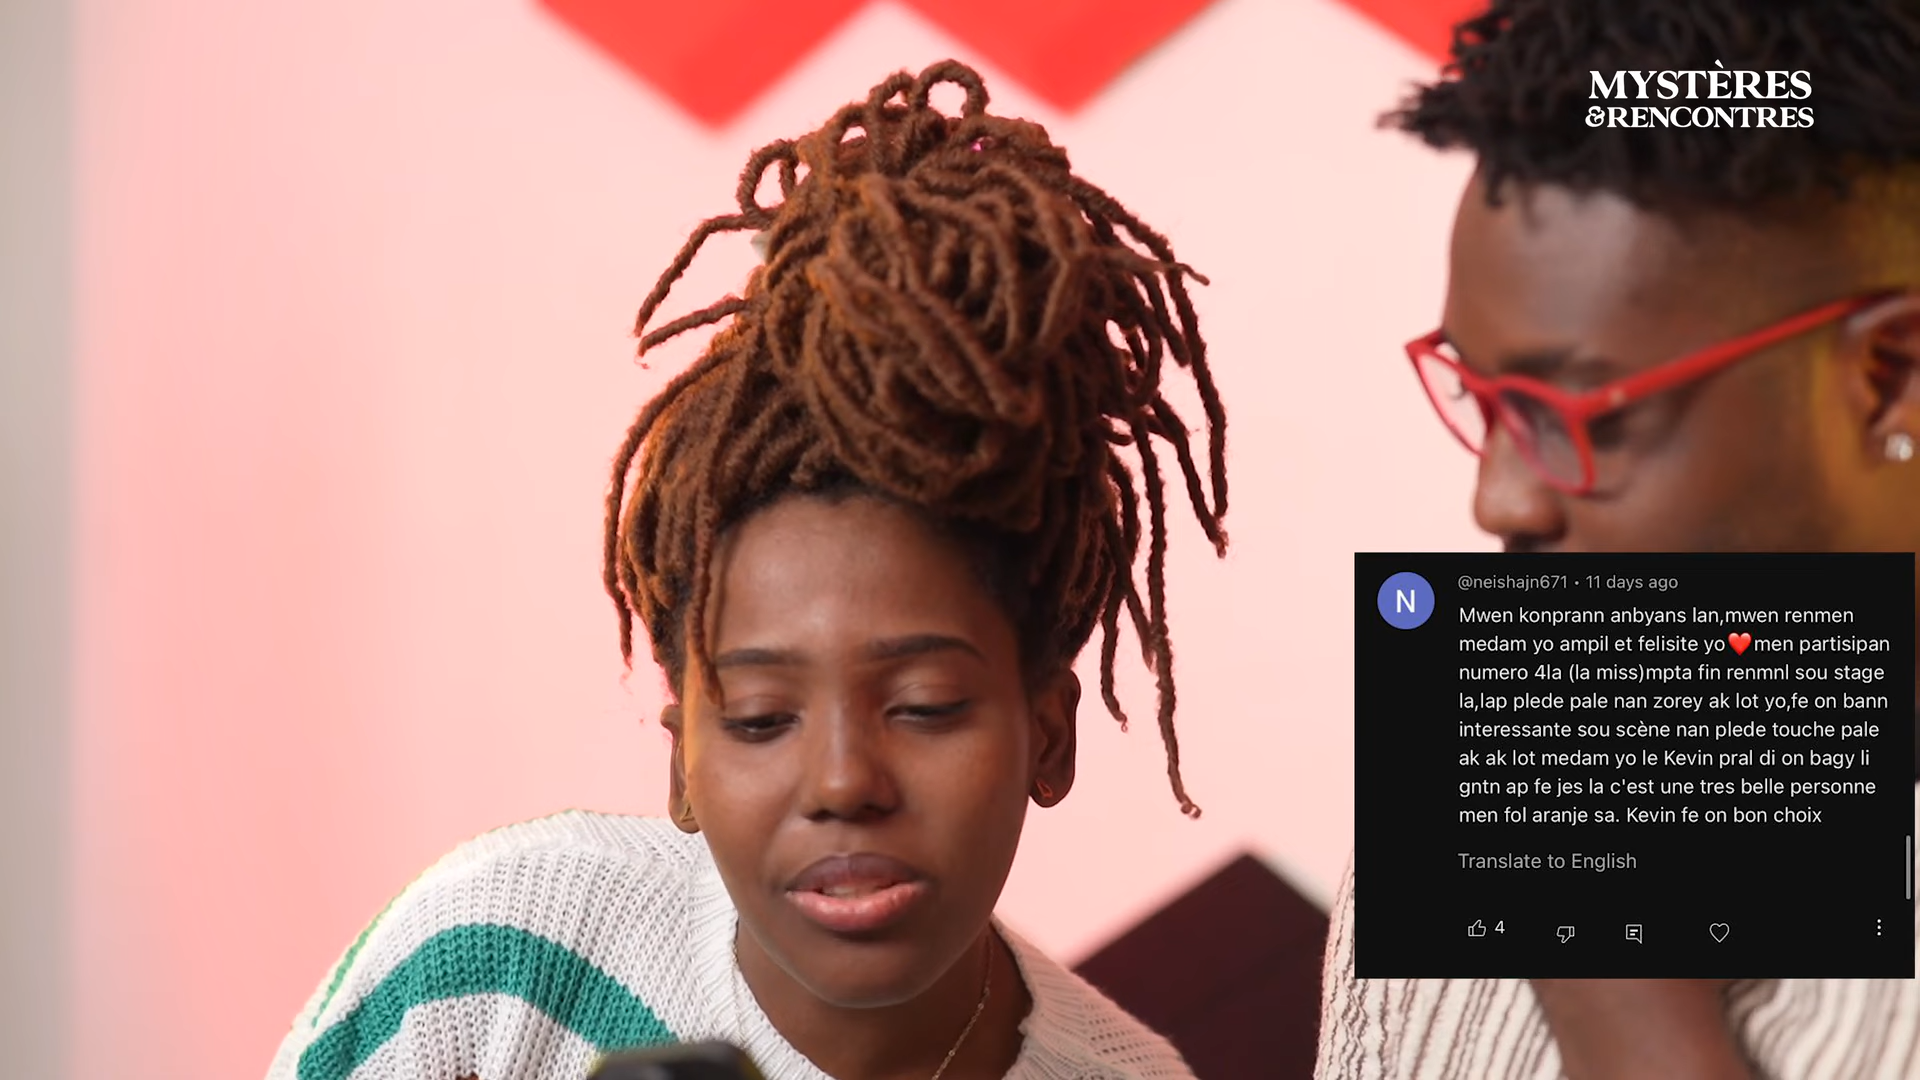 MYSTÈRES
&RENCONTRES
N
@neishajn671 • 11 days ago
Mwen konprann anbyans lan,mwen renmen
medam yo ampil et felisite yo❤️men partisipan
numero 4la (la miss)mpta fin renmnl sou stage
la,lap plede pale nan zorey ak lot yo,fe on bann
interessante sou scène nan plede touche pale
ak ak lot medam yo le Kevin pral di on bagy li
gntn ap fe jes la c'est une tres belle personne
men fol aranje sa. Kevin fe on bon choix
Translate to English
4